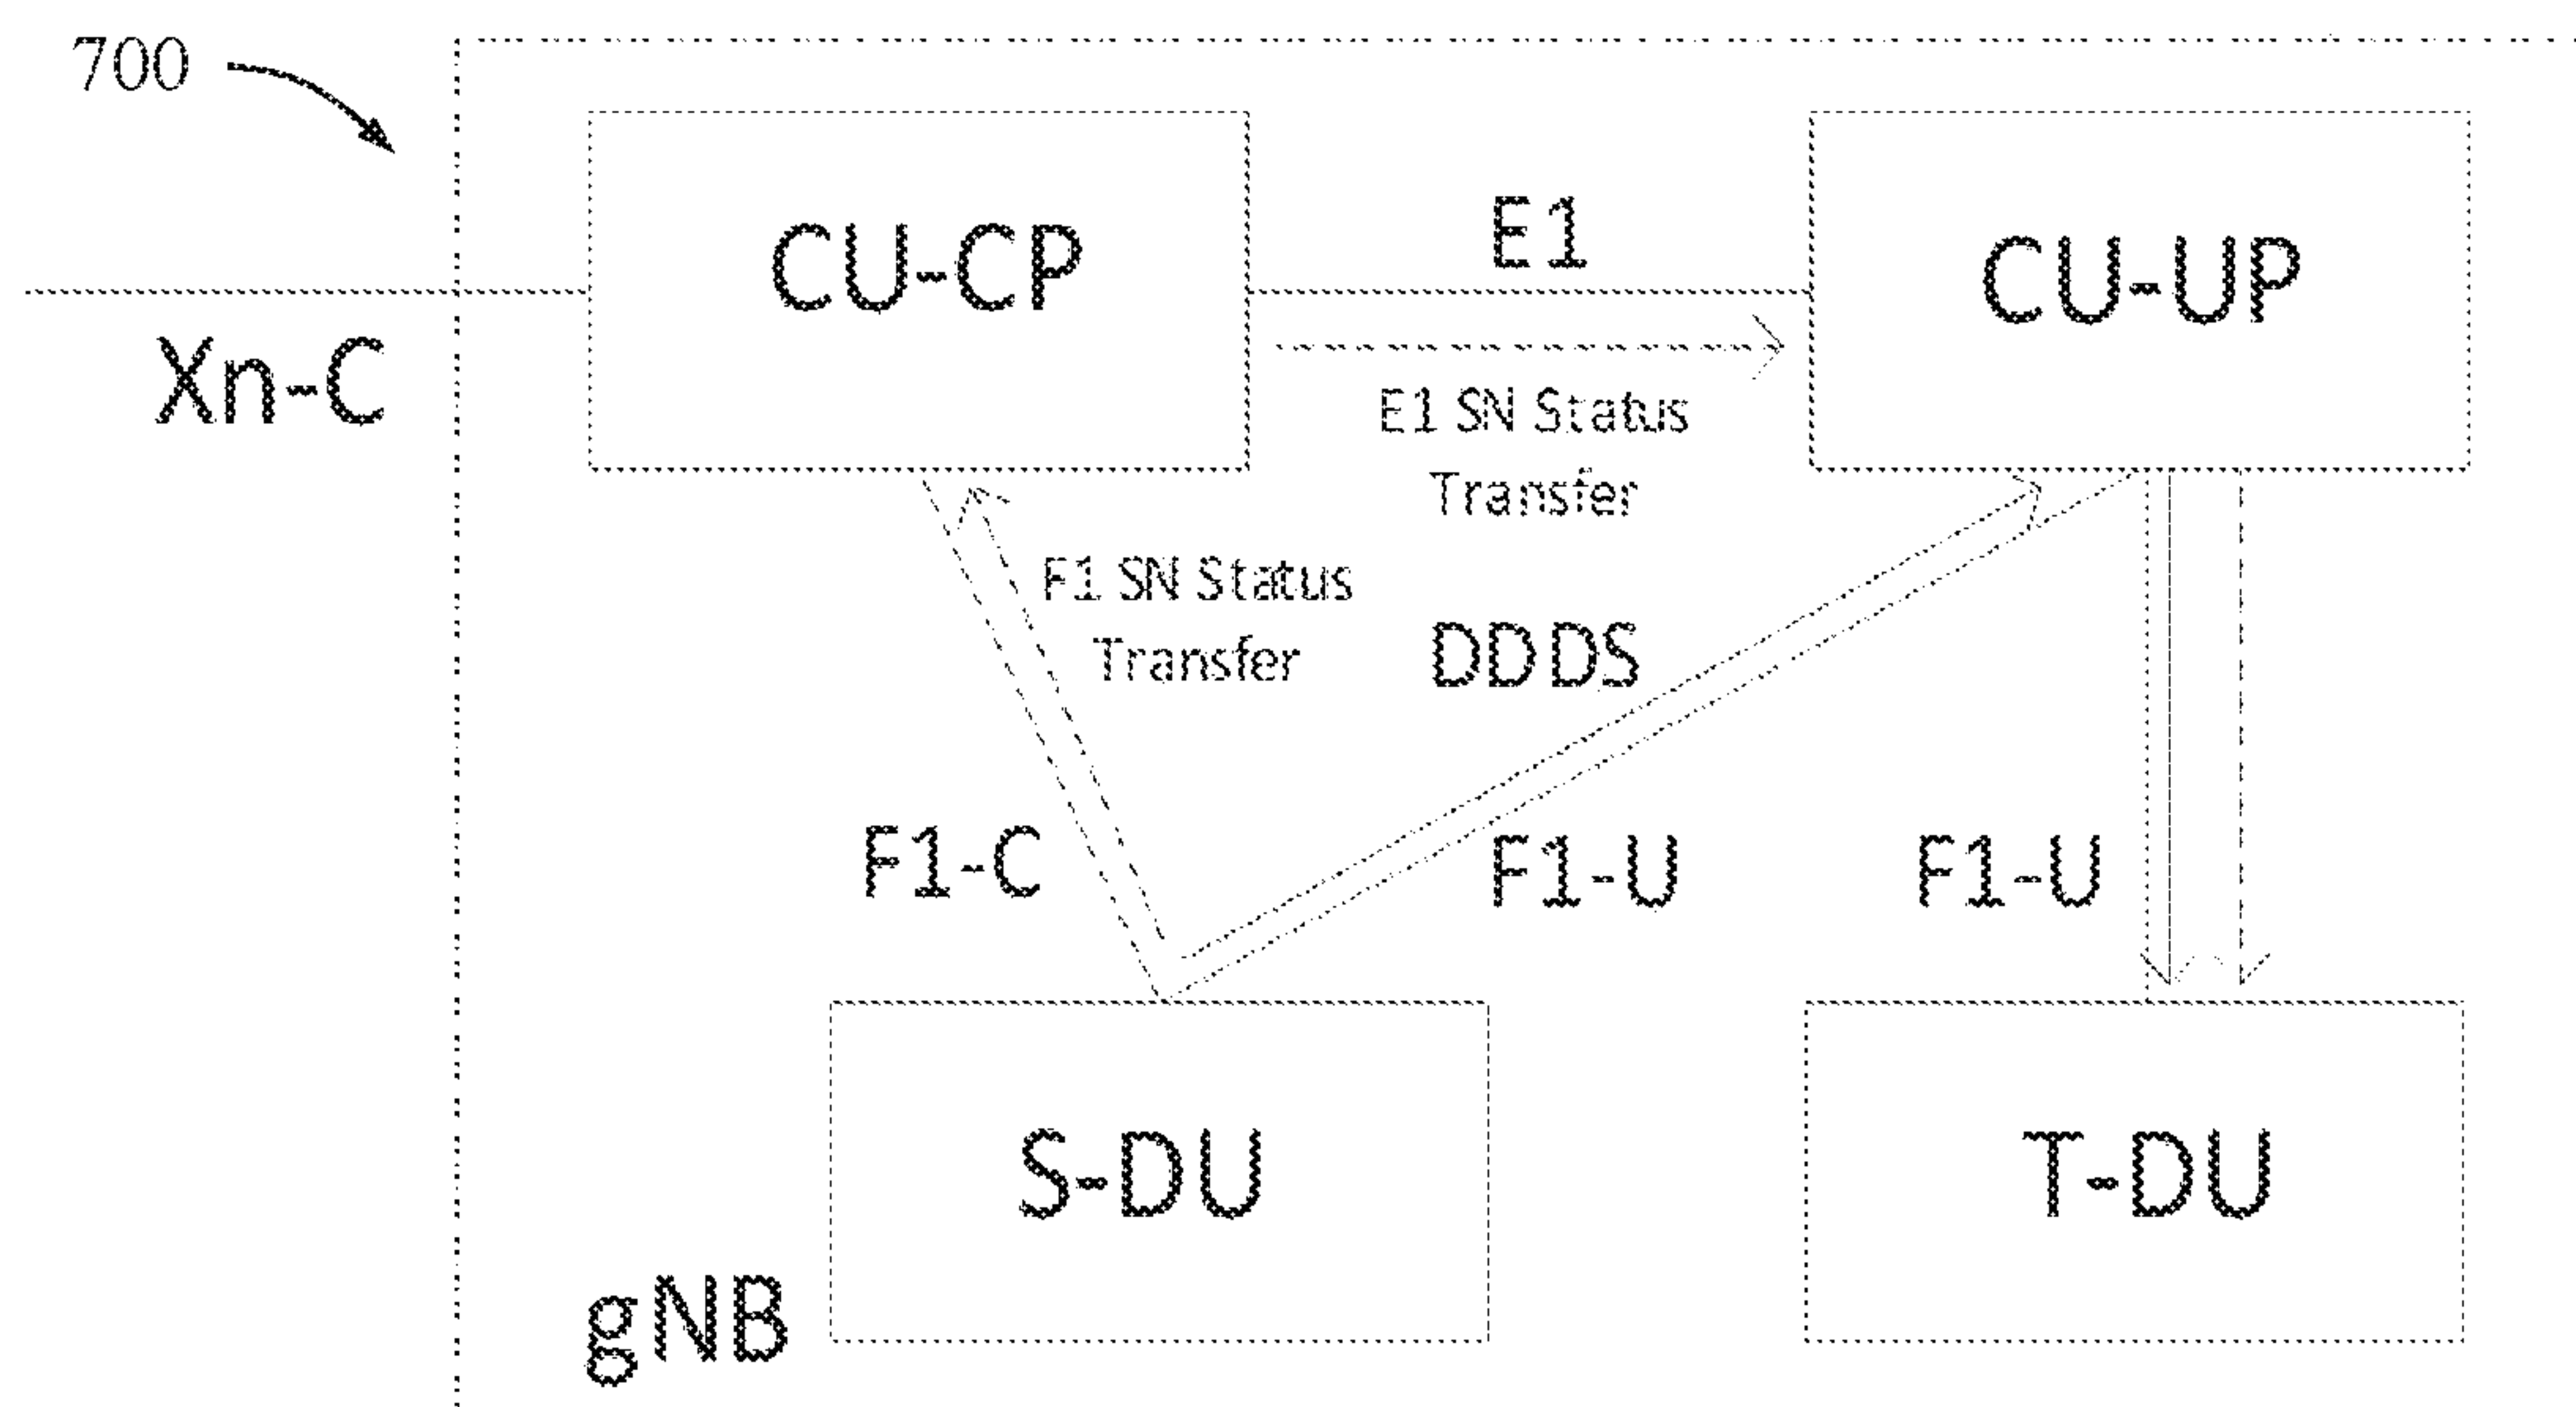 700
CU-CP
E1
CU-UP
Xn-C
E1 SN Status
Transfer
F1 SN Status
Transfer
DDDS
F1-C
F1-U
F1-U
S-DU
T-DU
gNB